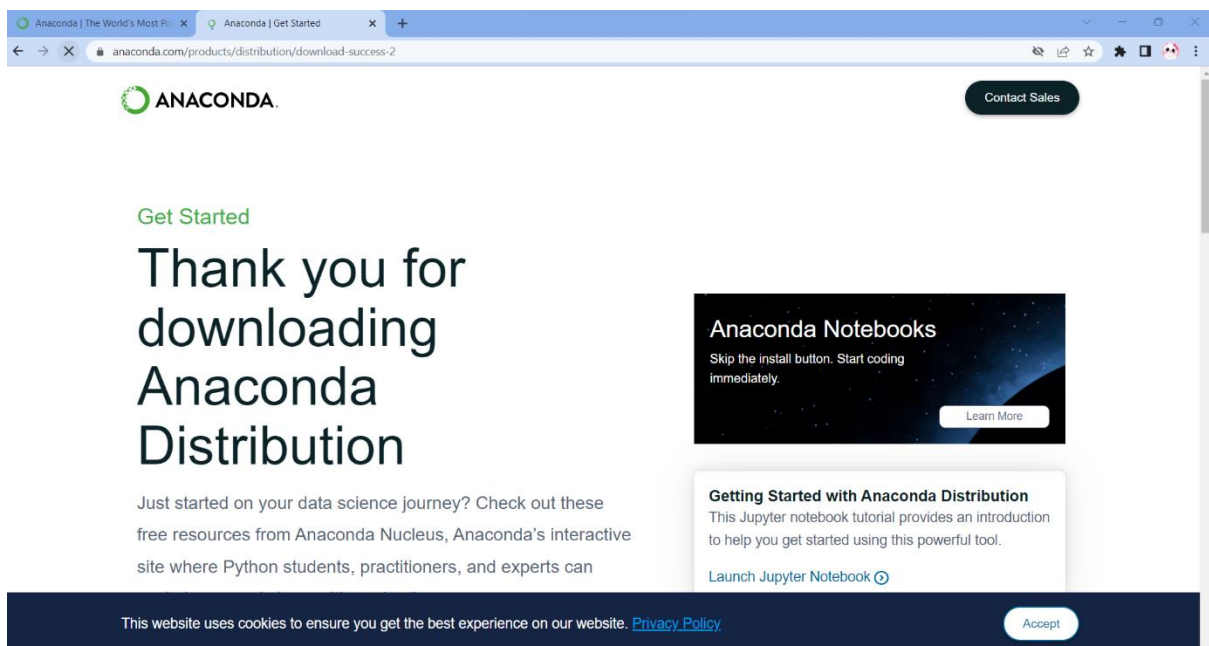 Anaconda | The World's Most Po
Anaconda | Get Started
anaconda.com/products/distribution/download-success-2
ANACONDA.
Contact Sales
Get Started
Thank you for
downloading
Anaconda
Distribution
Just started on your data science journey? Check out these
free resources from Anaconda Nucleus, Anaconda's interactive
site where Python students, practitioners, and experts can
Anaconda Notebooks
Skip the install button. Start coding
immediately.
Learn More
Getting Started with Anaconda Distribution
This Jupyter notebook tutorial provides an introduction
to help you get started using this powerful tool.
Launch Jupyter Notebook
This website uses cookies to ensure you get the best experience on our website. Privacy Policy
Accept